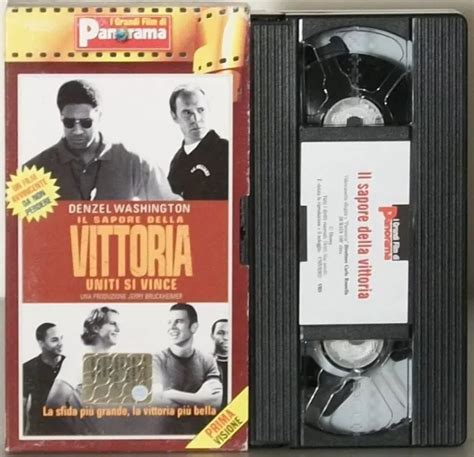 I Grandi Film di
Panorama
UN FILM
AVVINCENTE
DA NON
PERDERE
DENZEL WASHINGTON
IL SAPORE DELLA
VITTORIA
UNITI SI VINCE
UNA PRODUZIONE JERRY BRUCKHEIMER
La sfida più grande, la vittoria più bella
PRIMA
VISIONE
I Grandi Film di
Panorama
Il sapore della vittoria